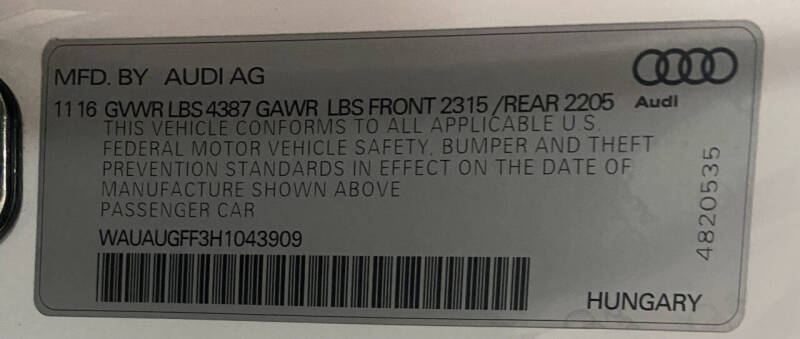 MFD. BY AUDI AG
11 16 GVWR LBS 4387 GAWR LBS FRONT 2315 / REAR 2205
Audi
THIS VEHICLE CONFORMS TO ALL APPLICABLE U.S.
FEDERAL MOTOR VEHICLE SAFETY, BUMPER AND THEFT
PREVENTION STANDARDS IN EFFECT ON THE DATE OF
MANUFACTURE SHOWN ABOVE
PASSENGER CAR
WAUAUGFF3H1043909
HUNGARY
4820535